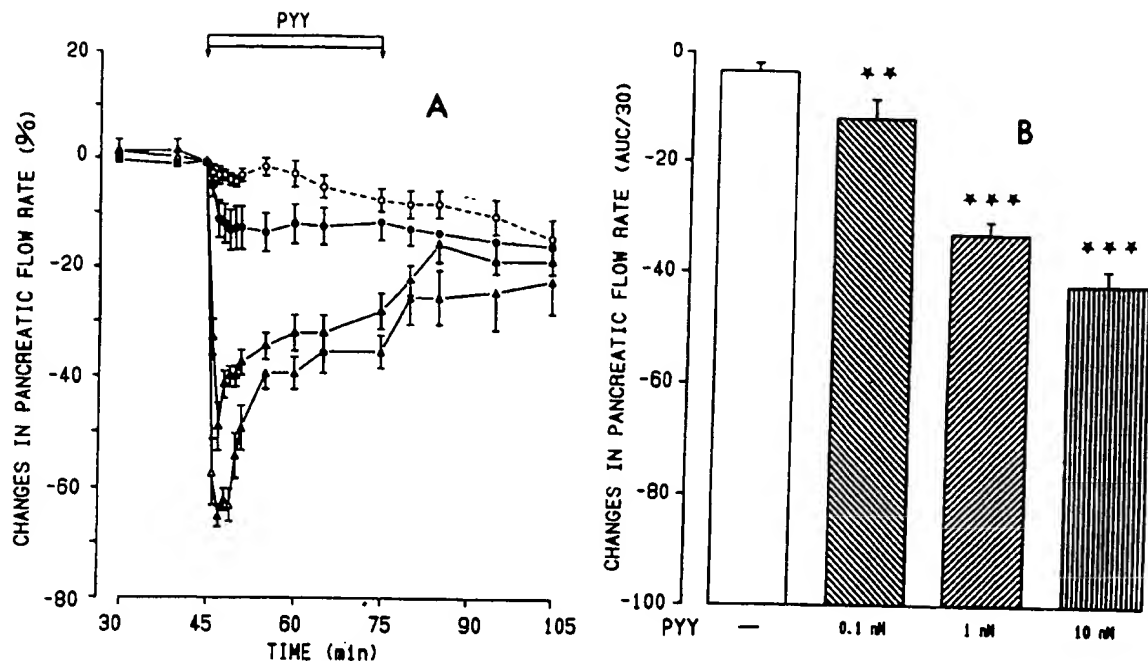 PYY
A
CHANGES IN PANCREATIC FLOW RATE (%)
20
0
-20
-40
-60
-80
30 45 60 75 90 105
TIME (min)
B
CHANGES IN PANCREATIC FLOW RATE (AUC/30)
0
-20
-40
-60
-80
-100
★★
★★★
★★★
PYY — 0.1 nM 1 nM 10 nM